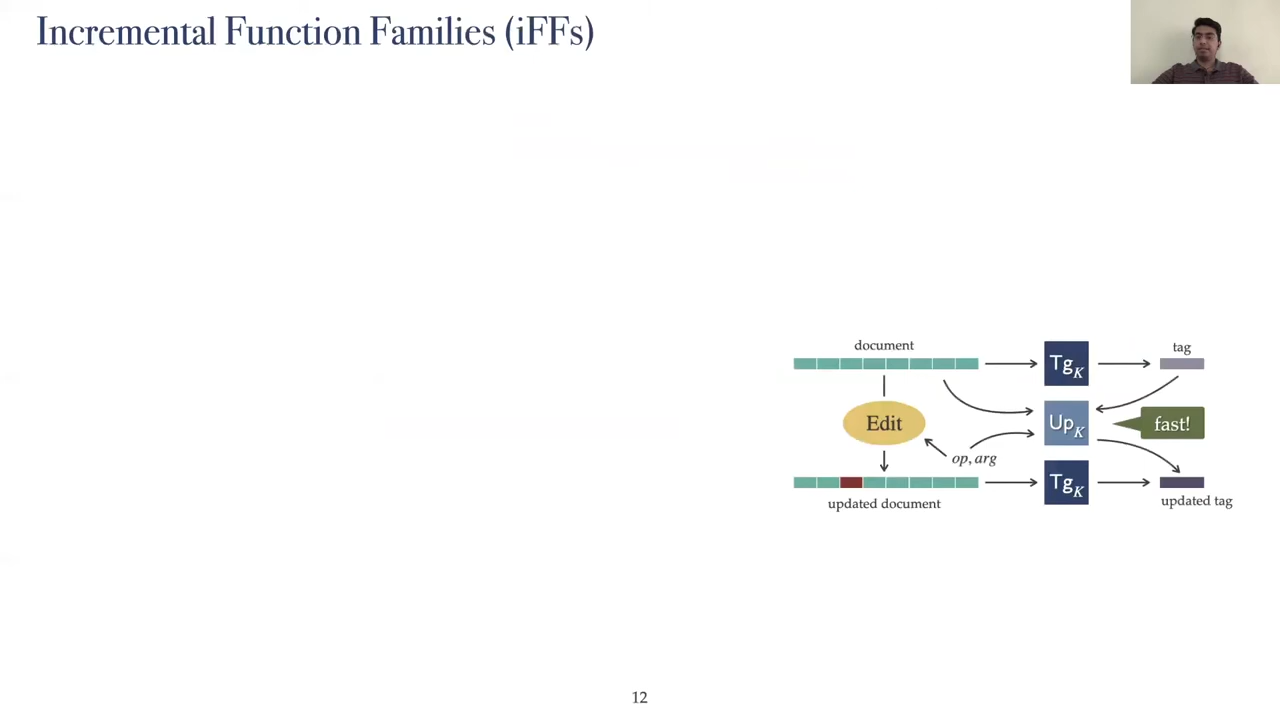 Incremental Function Families (iFFs)
document
Tg_K
tag
Edit
Up_K
fast!
op, arg
Tg_K
updated document
updated tag
12